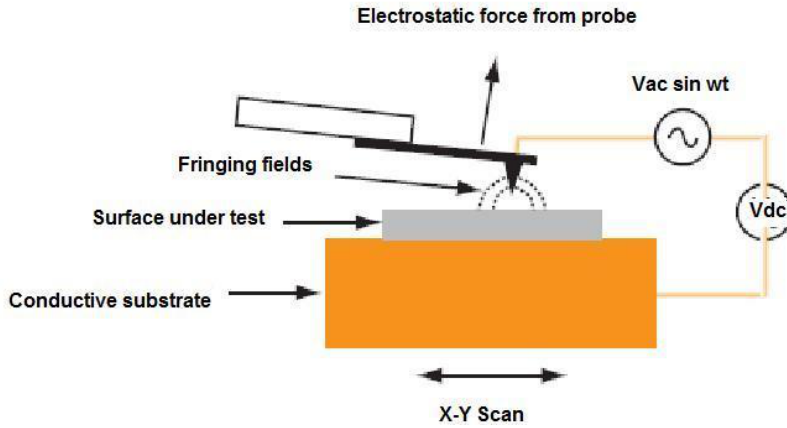 Electrostatic force from probe
Vac sin wt
Fringing fields
Surface under test
Vdc
Conductive substrate
X-Y Scan